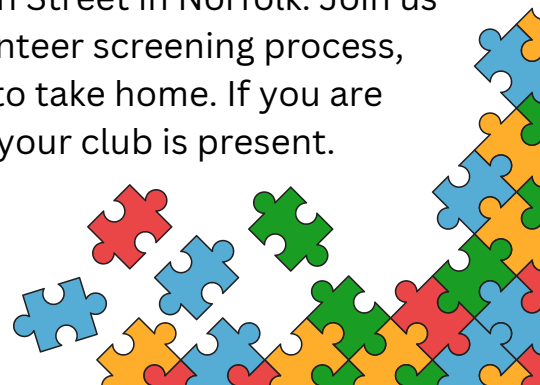 Street in Norfolk. Join us
nteer screening process,
to take home. If you are
your club is present.